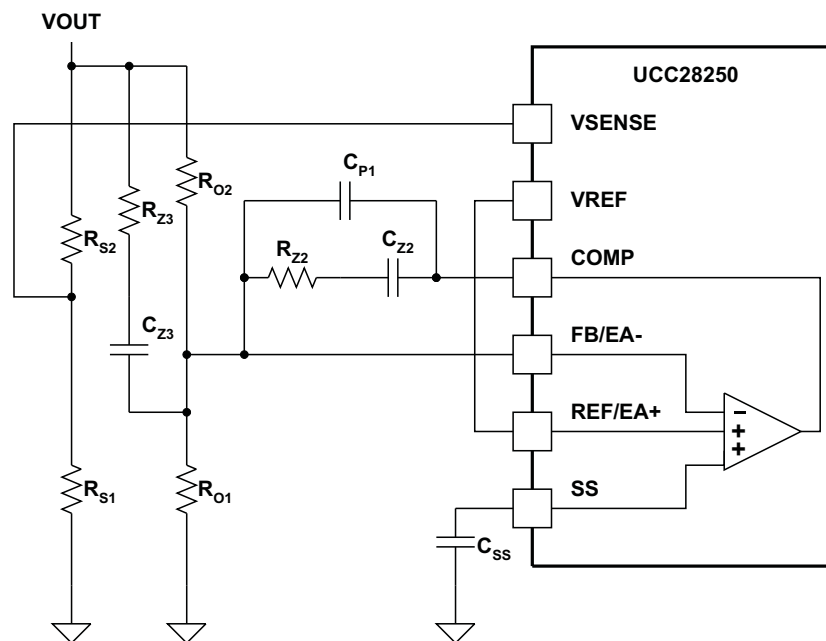 VOUT
UCC28250
VSENSE
CP1
RO2
VREF
RZ3
RS2
RZ2
CZ2
COMP
CZ3
FB/EA-
REF/EA+
−
+
+
RS1
RO1
SS
CSS